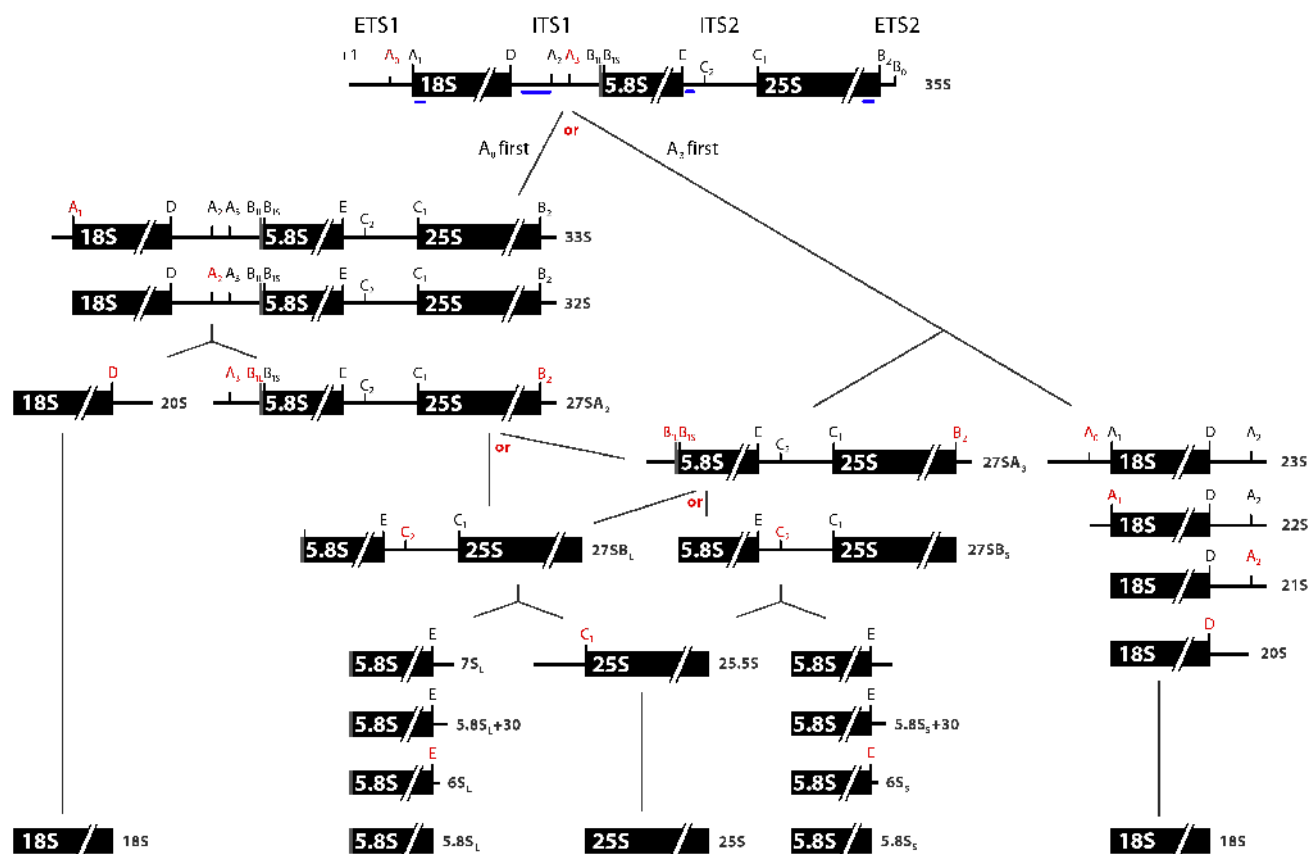 ETS1 ITS1 ITS2 ETS2
+1 A0 A1 D A2 A3 B1L B1S E C2 C1 B2 B0
18S 5.8S 25S 35S
or
A0 first A3 first
A1 D A2 A3 B1L B1S E C2 C1 B2
18S 5.8S 25S 33S
D A2 A3 B1L B1S E C2 C1 B2
18S 5.8S 25S 32S
D A3 B1L B1S E C2 C1 B2
18S 20S 5.8S 25S 27SA2
or
B1L B1S E C2 C1 B2 A0 A1 D A2
5.8S 25S 27SA3 18S 23S
or
A1 D A2
18S 22S
E C2 C1 E C2 C1
5.8S 25S 27SBL 5.8S 25S 27SBS
D A2
18S 21S
E C1 E D
5.8S 7SL 25S 25.5S 5.8S 18S 20S
E E
5.8S 5.8SL+30 5.8S 5.8SS+30
E E
5.8S 6SL 5.8S 6SS
18S 18S 5.8S 5.8SL 25S 25S 5.8S 5.8SS 18S 18S